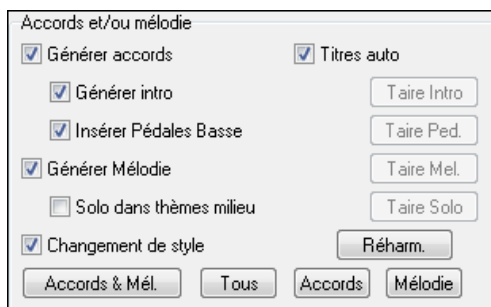 Accords et/ou mélodie
Générer accords Titres auto
Générer intro Taire Intro
Insérer Pédales Basse Taire Ped.
Générer Mélodie Taire Mel.
Solo dans thèmes milieu Taire Solo
Changement de style Réharm.
Accords & Mél. Tous Accords Mélodie